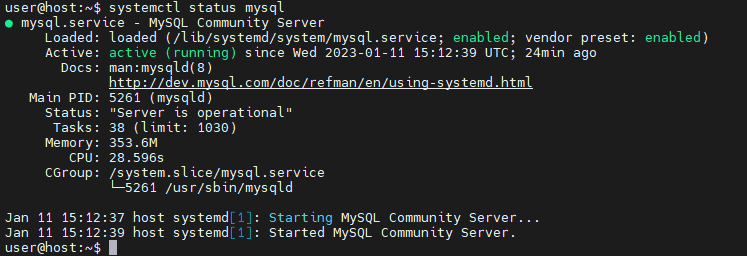 user@host:~$ systemctl status mysql
● mysql.service - MySQL Community Server
     Loaded: loaded (/lib/systemd/system/mysql.service; enabled; vendor preset: enabled)
     Active: active (running) since Wed 2023-01-11 15:12:39 UTC; 24min ago
       Docs: man:mysqld(8)
             http://dev.mysql.com/doc/refman/en/using-systemd.html
   Main PID: 5261 (mysqld)
     Status: "Server is operational"
      Tasks: 38 (limit: 1030)
     Memory: 353.6M
        CPU: 28.596s
     CGroup: /system.slice/mysql.service
             └─5261 /usr/sbin/mysqld
Jan 11 15:12:37 host systemd[1]: Starting MySQL Community Server...
Jan 11 15:12:39 host systemd[1]: Started MySQL Community Server.
user@host:~$